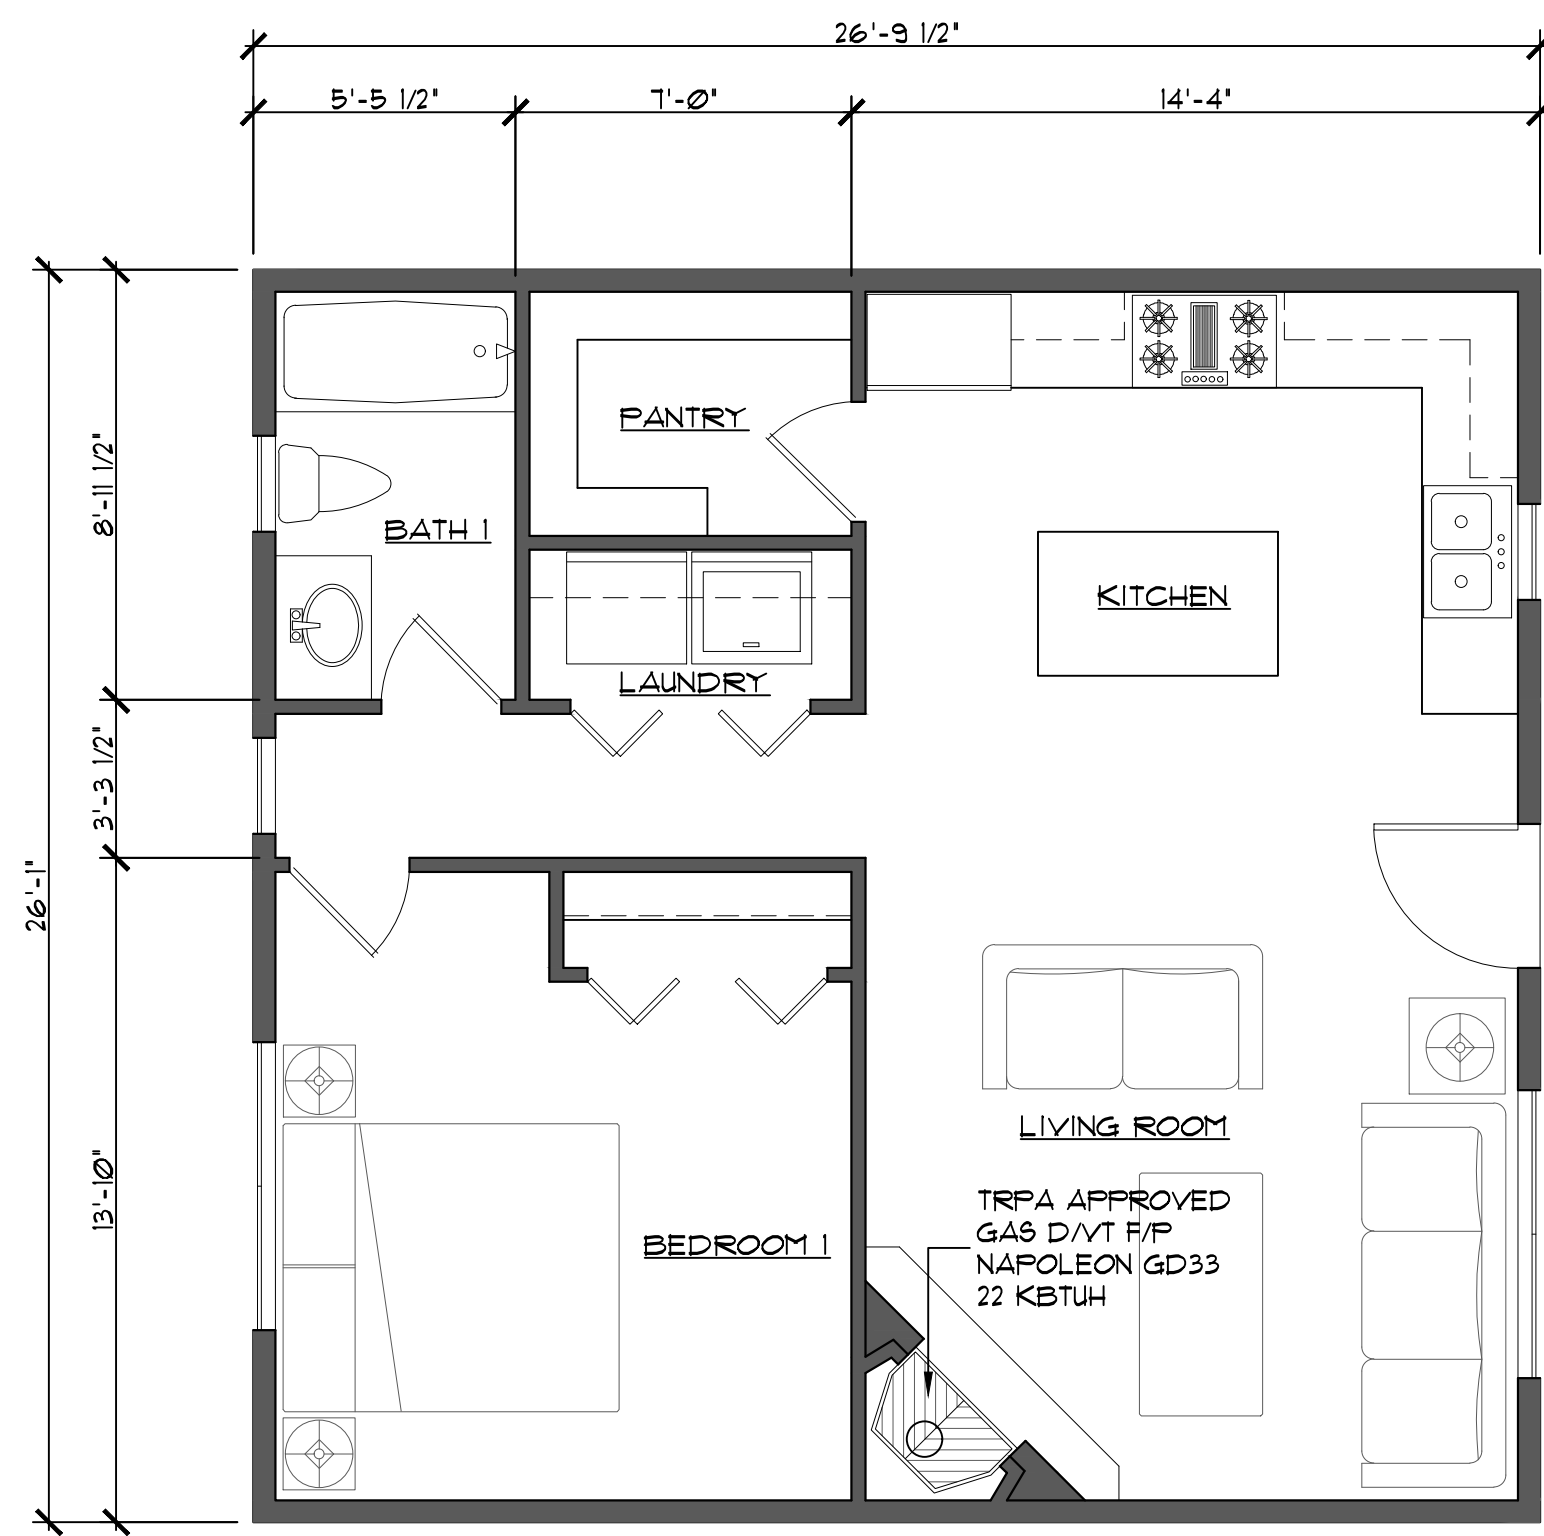 26'-9 1/2"
5'-5 1/2"
7'-0"
14'-4"
8'-11 1/2"
3'-3 1/2"
13'-10"
26'-1"
PANTRY
BATH 1
KITCHEN
LAUNDRY
LIVING ROOM
TRPA APPROVED
GAS D/VT F/P
NAPOLEON GD33
22 KBTUH
BEDROOM 1